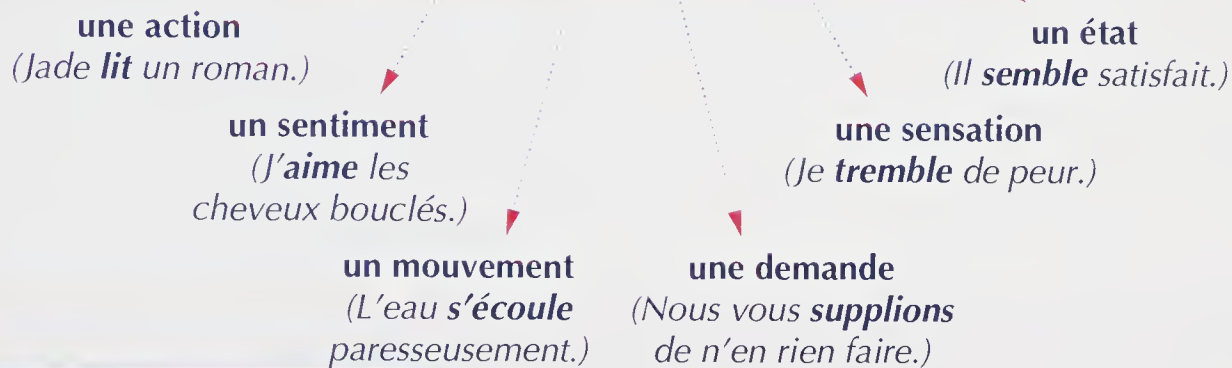 une action
(Jade lit un roman.)
un état
(Il semble satisfait.)
un sentiment
(J'aime les
cheveux bouclés.)
une sensation
(Je tremble de peur.)
un mouvement
(L'eau s'écoule
paresseusement.)
une demande
(Nous vous supplions
de n'en rien faire.)